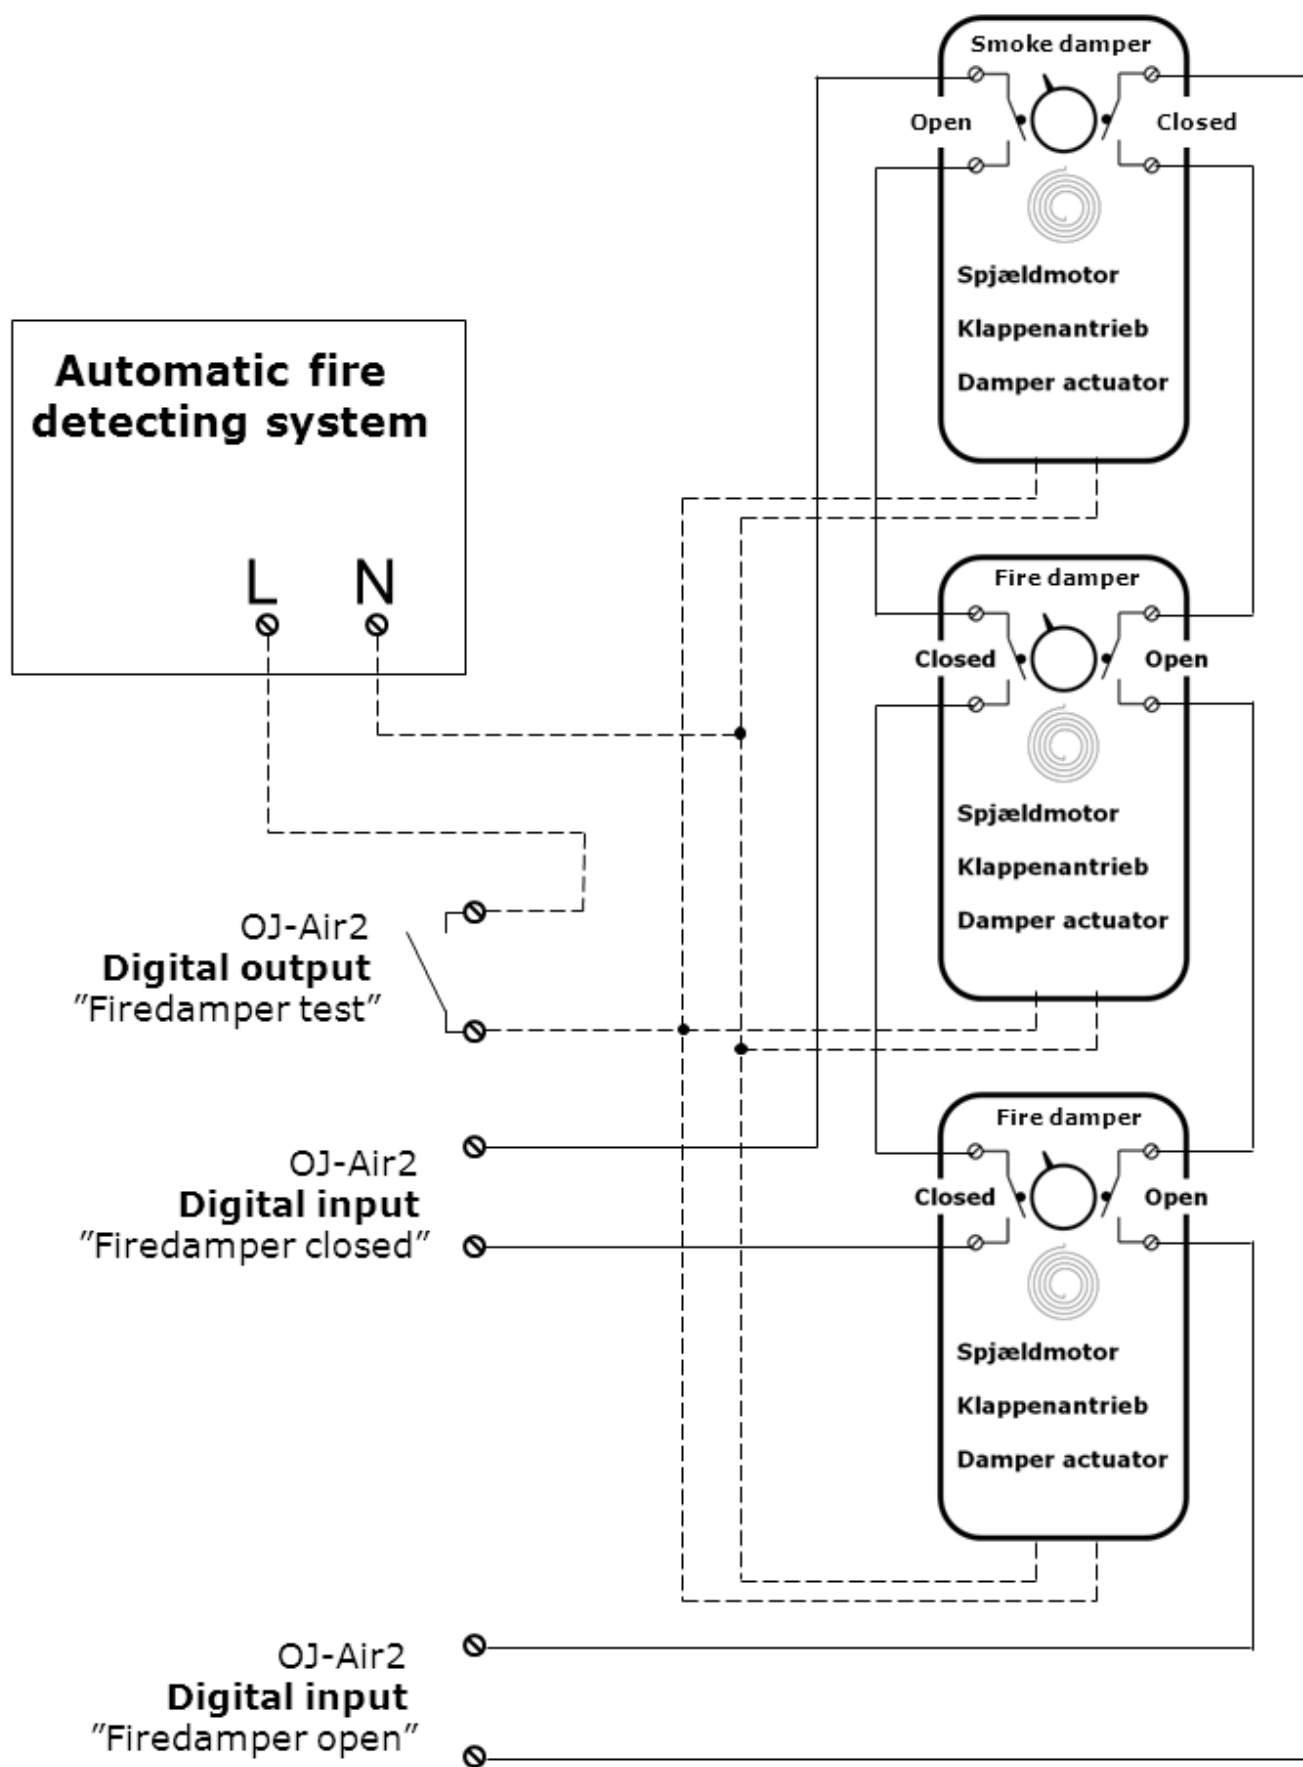 Smoke damper
Open
Closed
Spjældmotor
Klappenantrieb
Damper actuator
Automatic fire
detecting system
L N
Fire damper
Closed
Open
Spjældmotor
Klappenantrieb
Damper actuator
OJ-Air2
Digital output
"Firedamper test"
Fire damper
Closed
Open
OJ-Air2
Digital input
"Firedamper closed"
Spjældmotor
Klappenantrieb
Damper actuator
OJ-Air2
Digital input
"Firedamper open"